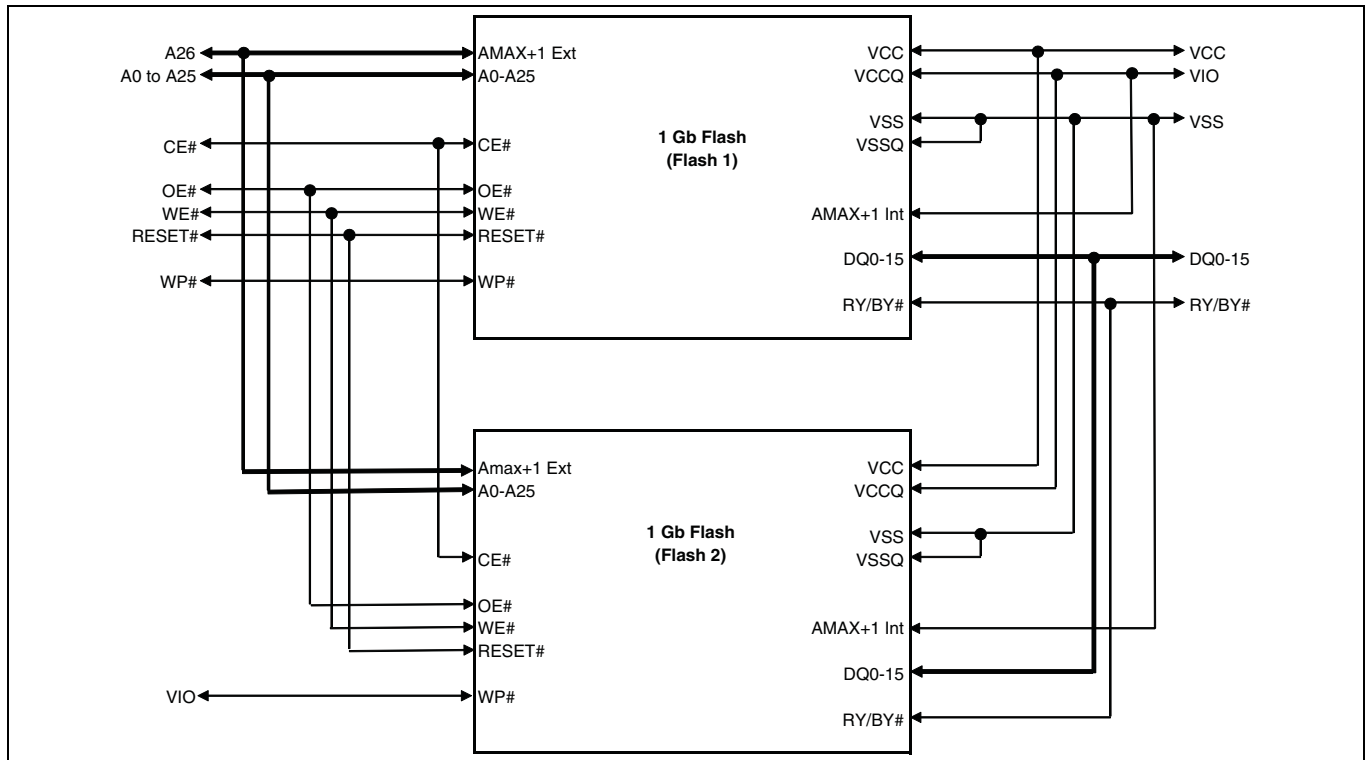 A26
AMAX+1 Ext
VCC
VCC
A0 to A25
A0-A25
VCCQ
VIO
1 Gb Flash
(Flash 1)
VSS
VSS
VSSQ
CE#
CE#
OE#
OE#
WE#
WE#
AMAX+1 Int
RESET#
RESET#
DQ0-15
DQ0-15
WP#
WP#
RY/BY#
RY/BY#
Amax+1 Ext
VCC
A0-A25
VCCQ
1 Gb Flash
(Flash 2)
VSS
VSSQ
CE#
OE#
WE#
AMAX+1 Int
RESET#
DQ0-15
VIO
WP#
RY/BY#